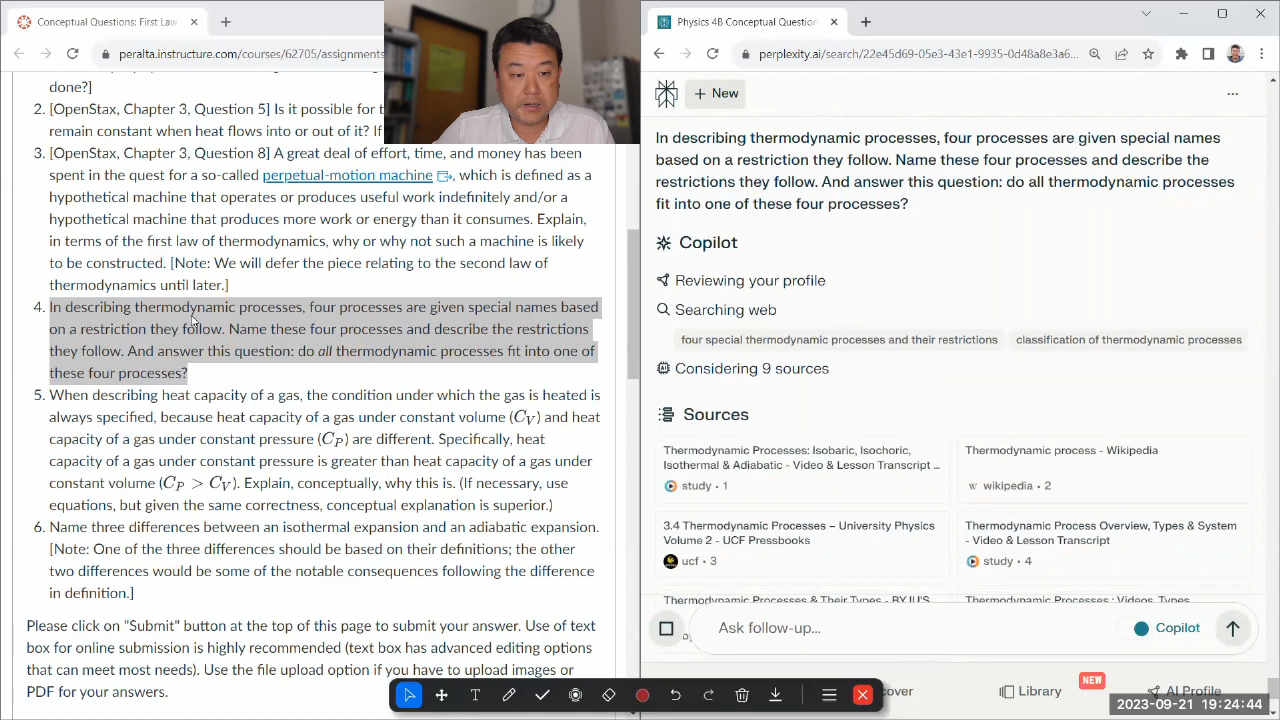 Conceptual Questions: First Law
Physics 4B Conceptual Question
peralta.instructure.com/courses/62705/assignments
perplexity.ai/search/22e45d69-05e3-43e1-9935-0d48a8e3a6...
done?]
2. [OpenStax, Chapter 3, Question 5] Is it possible for t
remain constant when heat flows into or out of it? If
3. [OpenStax, Chapter 3, Question 8] A great deal of effort, time, and money has been
spent in the quest for a so-called perpetual-motion machine, which is defined as a
hypothetical machine that operates or produces useful work indefinitely and/or a
hypothetical machine that produces more work or energy than it consumes. Explain,
in terms of the first law of thermodynamics, why or why not such a machine is likely
to be constructed. [Note: We will defer the piece relating to the second law of
thermodynamics until later.]
4. In describing thermodynamic processes, four processes are given special names based
on a restriction they follow. Name these four processes and describe the restrictions
they follow. And answer this question: do all thermodynamic processes fit into one of
these four processes?
5. When describing heat capacity of a gas, the condition under which the gas is heated is
always specified, because heat capacity of a gas under constant volume (C_V) and heat
capacity of a gas under constant pressure (C_P) are different. Specifically, heat
capacity of a gas under constant pressure is greater than heat capacity of a gas under
constant volume (C_P > C_V). Explain, conceptually, why this is. (If necessary, use
equations, but given the same correctness, conceptual explanation is superior.)
6. Name three differences between an isothermal expansion and an adiabatic expansion.
[Note: One of the three differences should be based on their definitions; the other
two differences would be some of the notable consequences following the difference
in definition.]
Please click on "Submit" button at the top of this page to submit your answer. Use of text
box for online submission is highly recommended (text box has advanced editing options
that can meet most needs). Use the file upload option if you have to upload images or
PDF for your answers.
New
In describing thermodynamic processes, four processes are given special names
based on a restriction they follow. Name these four processes and describe the
restrictions they follow. And answer this question: do all thermodynamic processes
fit into one of these four processes?
Copilot
Reviewing your profile
Searching web
four special thermodynamic processes and their restrictions
classification of thermodynamic processes
Considering 9 sources
Sources
Thermodynamic Processes: Isobaric, Isochoric,
Isothermal & Adiabatic - Video & Lesson Transcript ...
study • 1
Thermodynamic process - Wikipedia
wikipedia • 2
3.4 Thermodynamic Processes – University Physics
Volume 2 - UCF Pressbooks
ucf • 3
Thermodynamic Process Overview, Types & System
- Video & Lesson Transcript
study • 4
Thermodynamic Processes & Their Types - BYJU'S
Thermodynamic Processes : Videos, Types,
Ask follow-up...
Copilot
cover
Library
NEW
AI Profile
2023-09-21 19:24:44